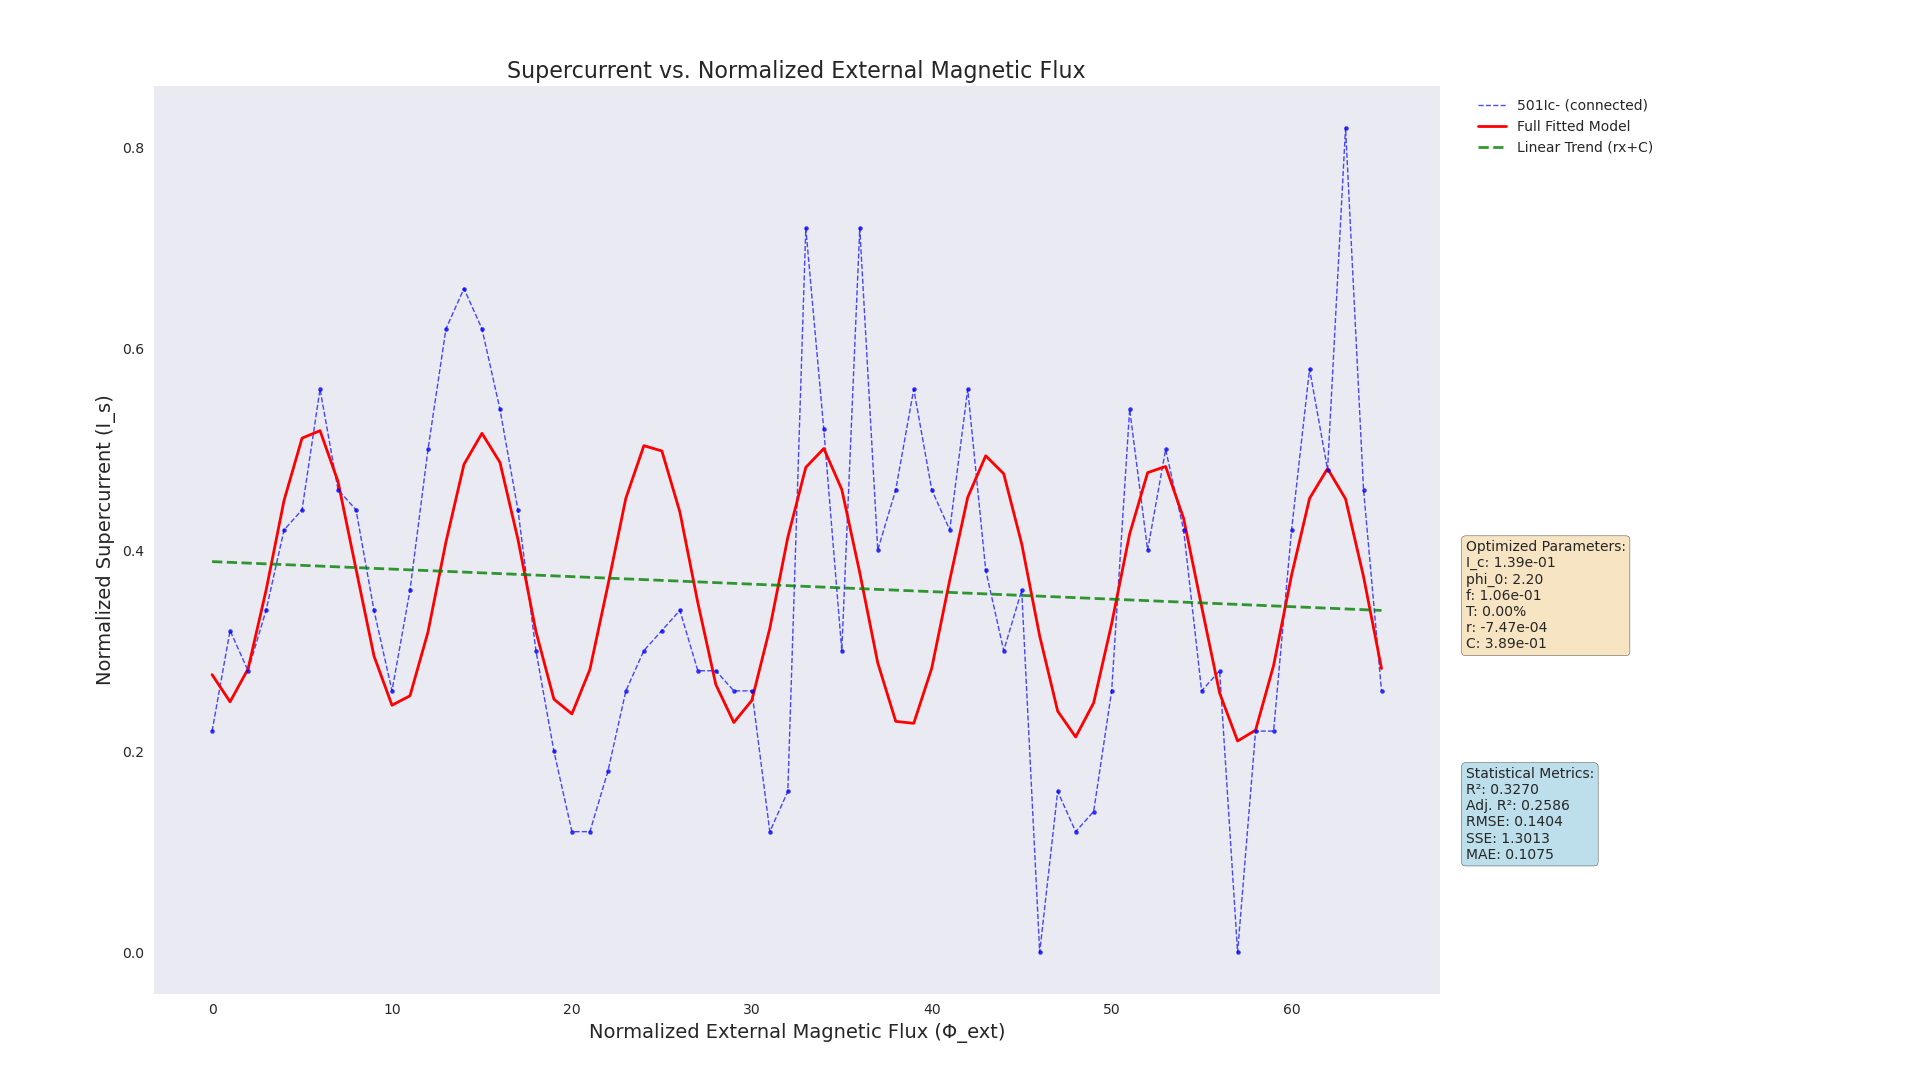 Supercurrent vs. Normalized External Magnetic Flux
501Ic- (connected)
Full Fitted Model
Linear Trend (rx+C)
Normalized Supercurrent (I_s)
0.8
0.6
0.4
0.2
0.0
0 10 20 30 40 50 60
Normalized External Magnetic Flux (Φ_ext)
Optimized Parameters:
I_c: 1.39e-01
phi_0: 2.20
f: 1.06e-01
T: 0.00%
r: -7.47e-04
C: 3.89e-01
Statistical Metrics:
R²: 0.3270
Adj. R²: 0.2586
RMSE: 0.1404
SSE: 1.3013
MAE: 0.1075